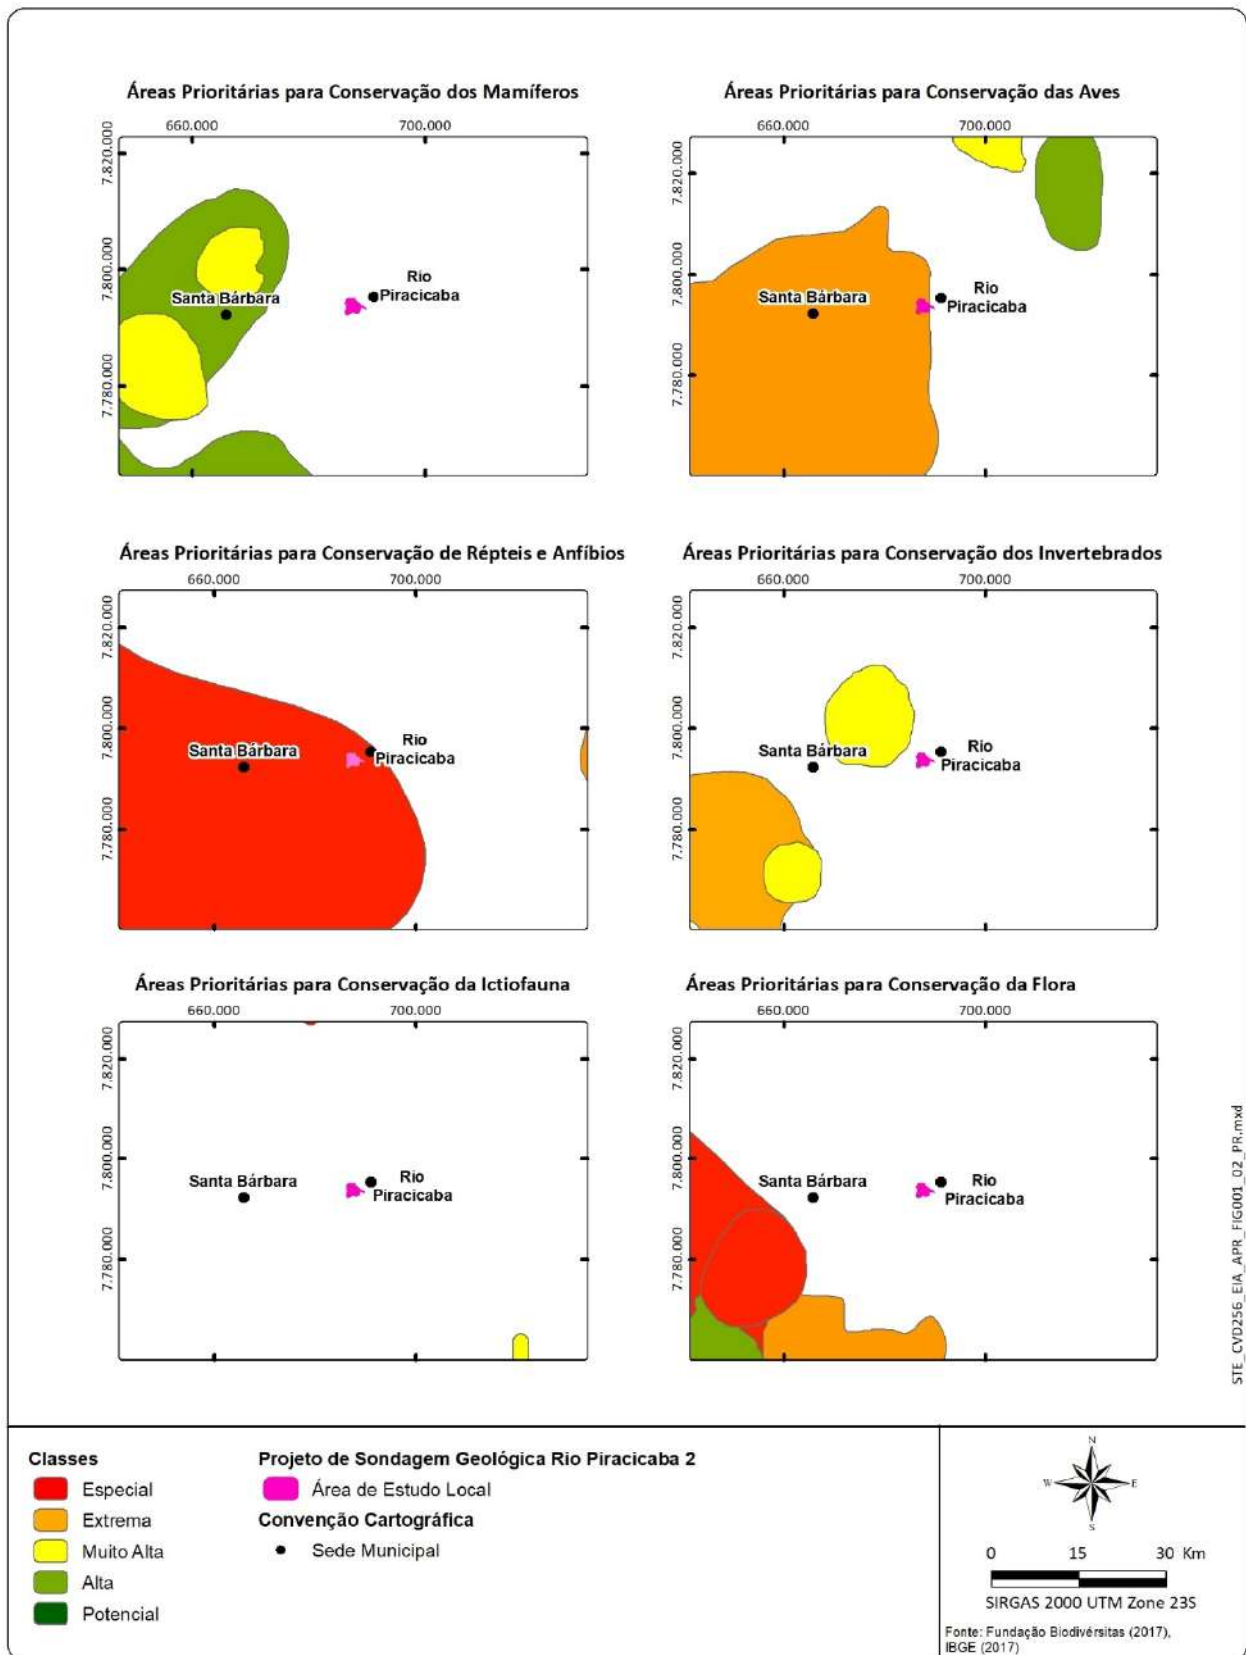 Áreas Prioritárias para Conservação dos Mamíferos
660.000 700.000
7.820.000
7.800.000
7.780.000
Santa Bárbara
Rio
Piracicaba
Áreas Prioritárias para Conservação das Aves
660.000 700.000
7.820.000
7.800.000
7.780.000
Santa Bárbara
Rio
Piracicaba
Áreas Prioritárias para Conservação de Répteis e Anfíbios
660.000 700.000
7.820.000
7.800.000
7.780.000
Santa Bárbara
Rio
Piracicaba
Áreas Prioritárias para Conservação dos Invertebrados
660.000 700.000
7.820.000
7.800.000
7.780.000
Santa Bárbara
Rio
Piracicaba
Áreas Prioritárias para Conservação da Ictiofauna
660.000 700.000
7.820.000
7.800.000
7.780.000
Santa Bárbara
Rio
Piracicaba
Áreas Prioritárias para Conservação da Flora
660.000 700.000
7.820.000
7.800.000
7.780.000
Santa Bárbara
Rio
Piracicaba
STE_CVD256_EIA_APR_FIG001_02_PR.mxd
Classes
Especial
Extrema
Muito Alta
Alta
Potencial
Projeto de Sondagem Geológica Rio Piracicaba 2
Área de Estudo Local
Convenção Cartográfica
Sede Municipal
N
W E
S
0 15 30 Km
SIRGAS 2000 UTM Zone 23S
Fonte: Fundação Biodivérsitas (2017),
IBGE (2017)